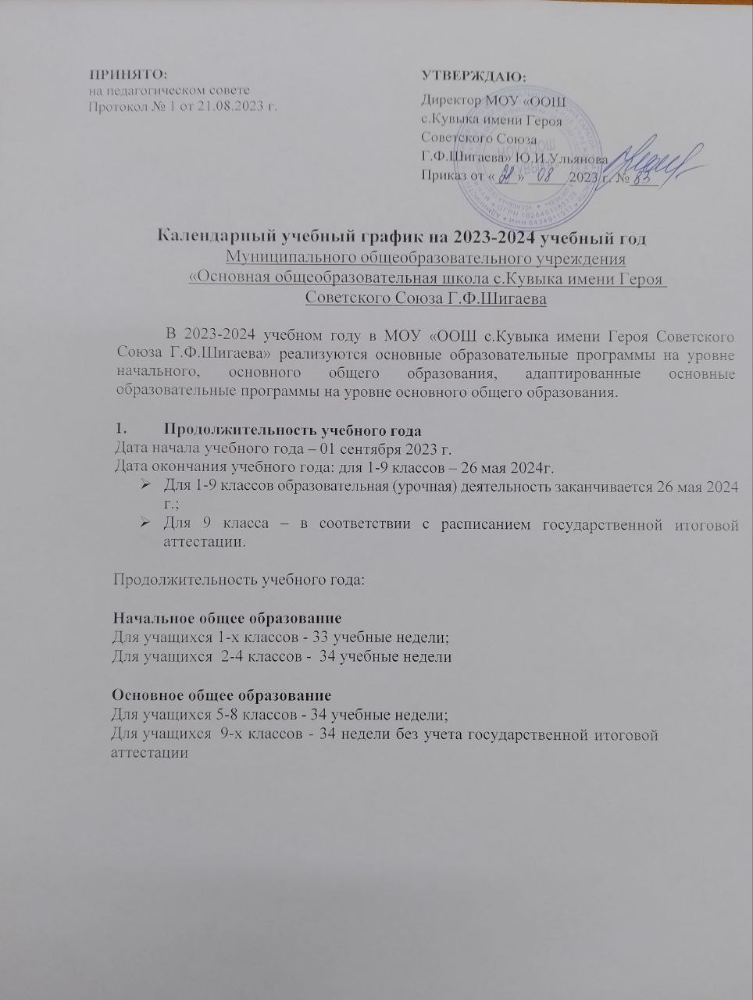 ПРИНЯТО:
на педагогическом совете
Протокол № 1 от 21.08.2023 г.
УТВЕРЖДАЮ:
Директор МОУ «ООШ
с.Кувыка имени Героя
Советского Союза
Г.Ф.Шигаева» Ю.И.Ульянова
Приказ от «28» 08 2023 г. № 83
Календарный учебный график на 2023-2024 учебный год
Муниципального общеобразовательного учреждения
«Основная общеобразовательная школа с.Кувыка имени Героя
Советского Союза Г.Ф.Шигаева
В 2023-2024 учебном году в МОУ «ООШ с.Кувыка имени Героя Советского
Союза Г.Ф.Шигаева» реализуются основные образовательные программы на уровне
начального, основного общего образования, адаптированные основные
образовательные программы на уровне основного общего образования.
1. Продолжительность учебного года
Дата начала учебного года – 01 сентября 2023 г.
Дата окончания учебного года: для 1-9 классов – 26 мая 2024г.
➢ Для 1-9 классов образовательная (урочная) деятельность заканчивается 26 мая 2024
г.;
➢ Для 9 класса – в соответствии с расписанием государственной итоговой
аттестации.
Продолжительность учебного года:
Начальное общее образование
Для учащихся 1-х классов - 33 учебные недели;
Для учащихся 2-4 классов - 34 учебные недели
Основное общее образование
Для учащихся 5-8 классов - 34 учебные недели;
Для учащихся 9-х классов - 34 недели без учета государственной итоговой
аттестации